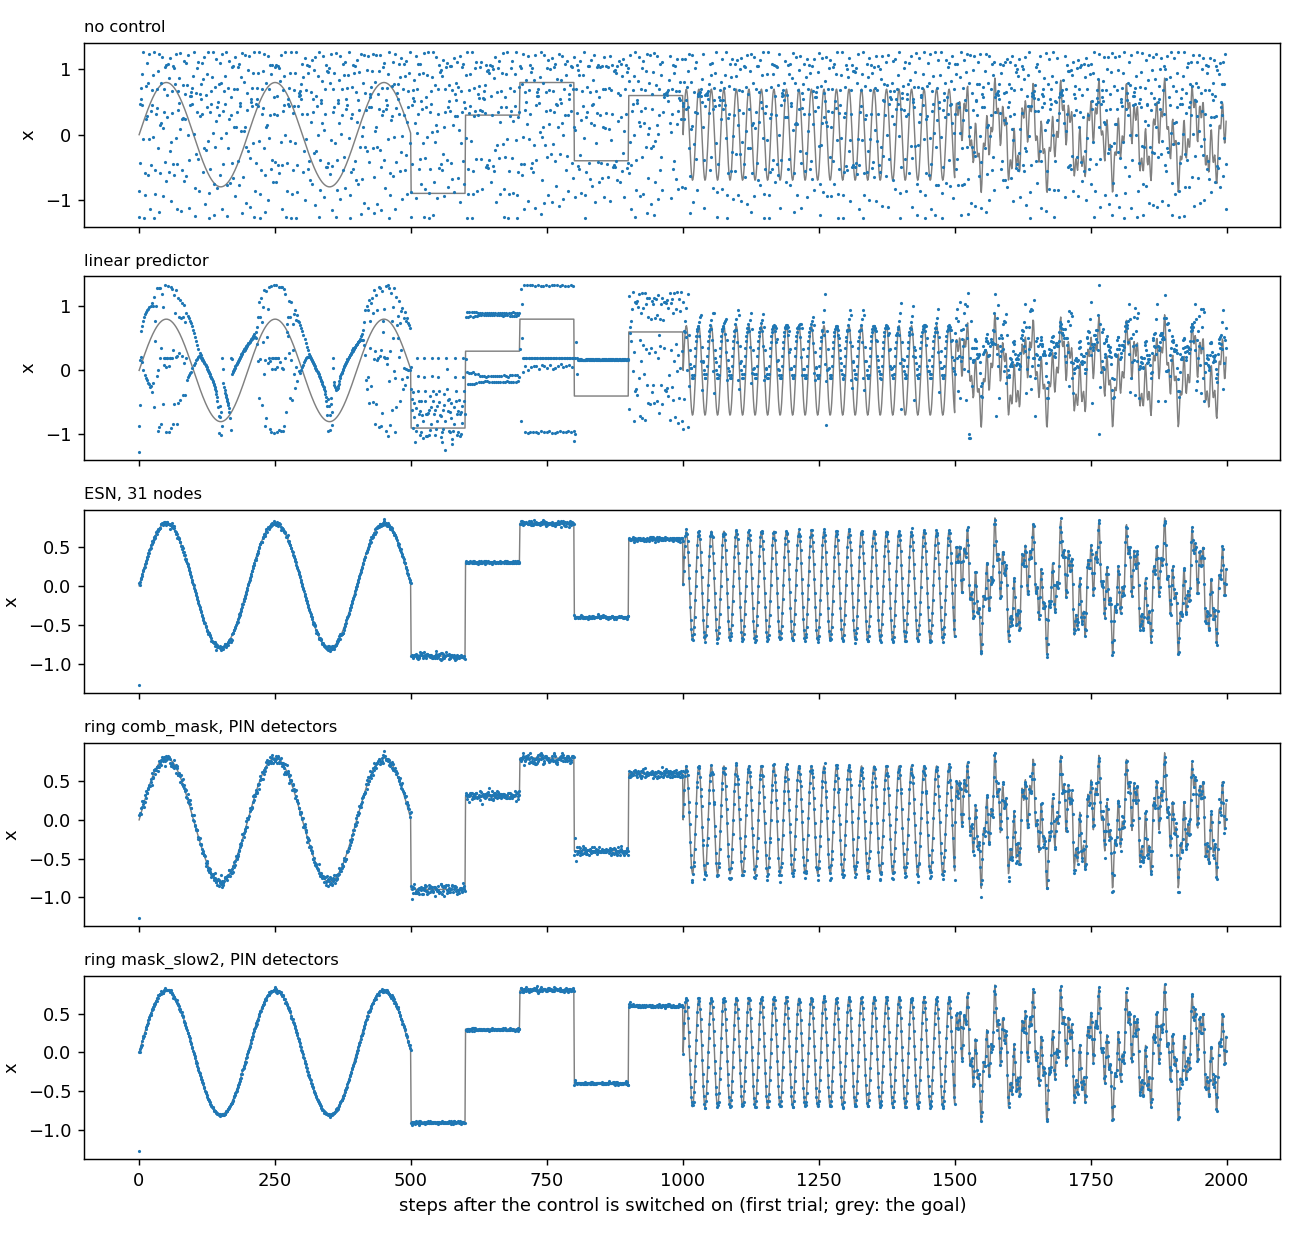 no control
1
0
−1
x
linear predictor
1
0
−1
x
ESN, 31 nodes
0.5
0.0
−0.5
−1.0
x
ring comb_mask, PIN detectors
0.5
0.0
−0.5
−1.0
x
ring mask_slow2, PIN detectors
0.5
0.0
−0.5
−1.0
x
0 250 500 750 1000 1250 1500 1750 2000
steps after the control is switched on (first trial; grey: the goal)